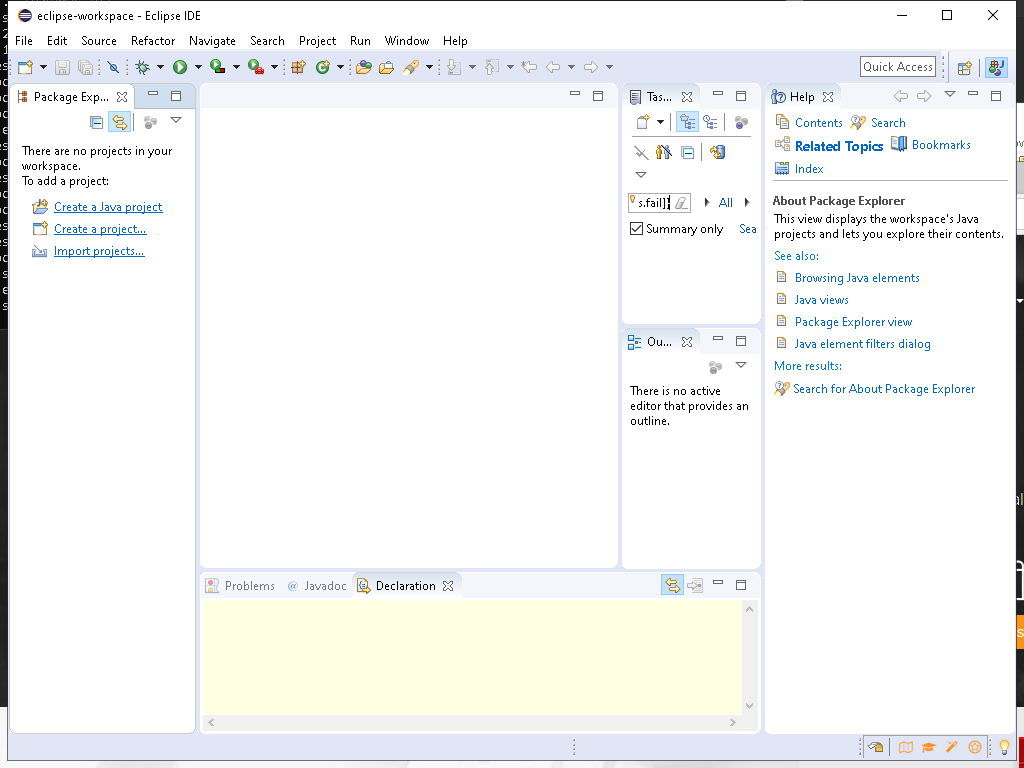 eclipse-workspace - Eclipse IDE
File Edit Source Refactor Navigate Search Project Run Window Help
Quick Access
Package Exp...
There are no projects in your
workspace.
To add a project:
Create a Java project
Create a project...
Import projects...
Tas...
s.fail]]
All
Summary only
Sea
Ou...
There is no active
editor that provides an
outline.
Help
Contents
Search
Related Topics
Bookmarks
Index
About Package Explorer
This view displays the workspace's Java
projects and lets you explore their contents.
See also:
Browsing Java elements
Java views
Package Explorer view
Java element filters dialog
More results:
Search for About Package Explorer
Problems
@ Javadoc
Declaration